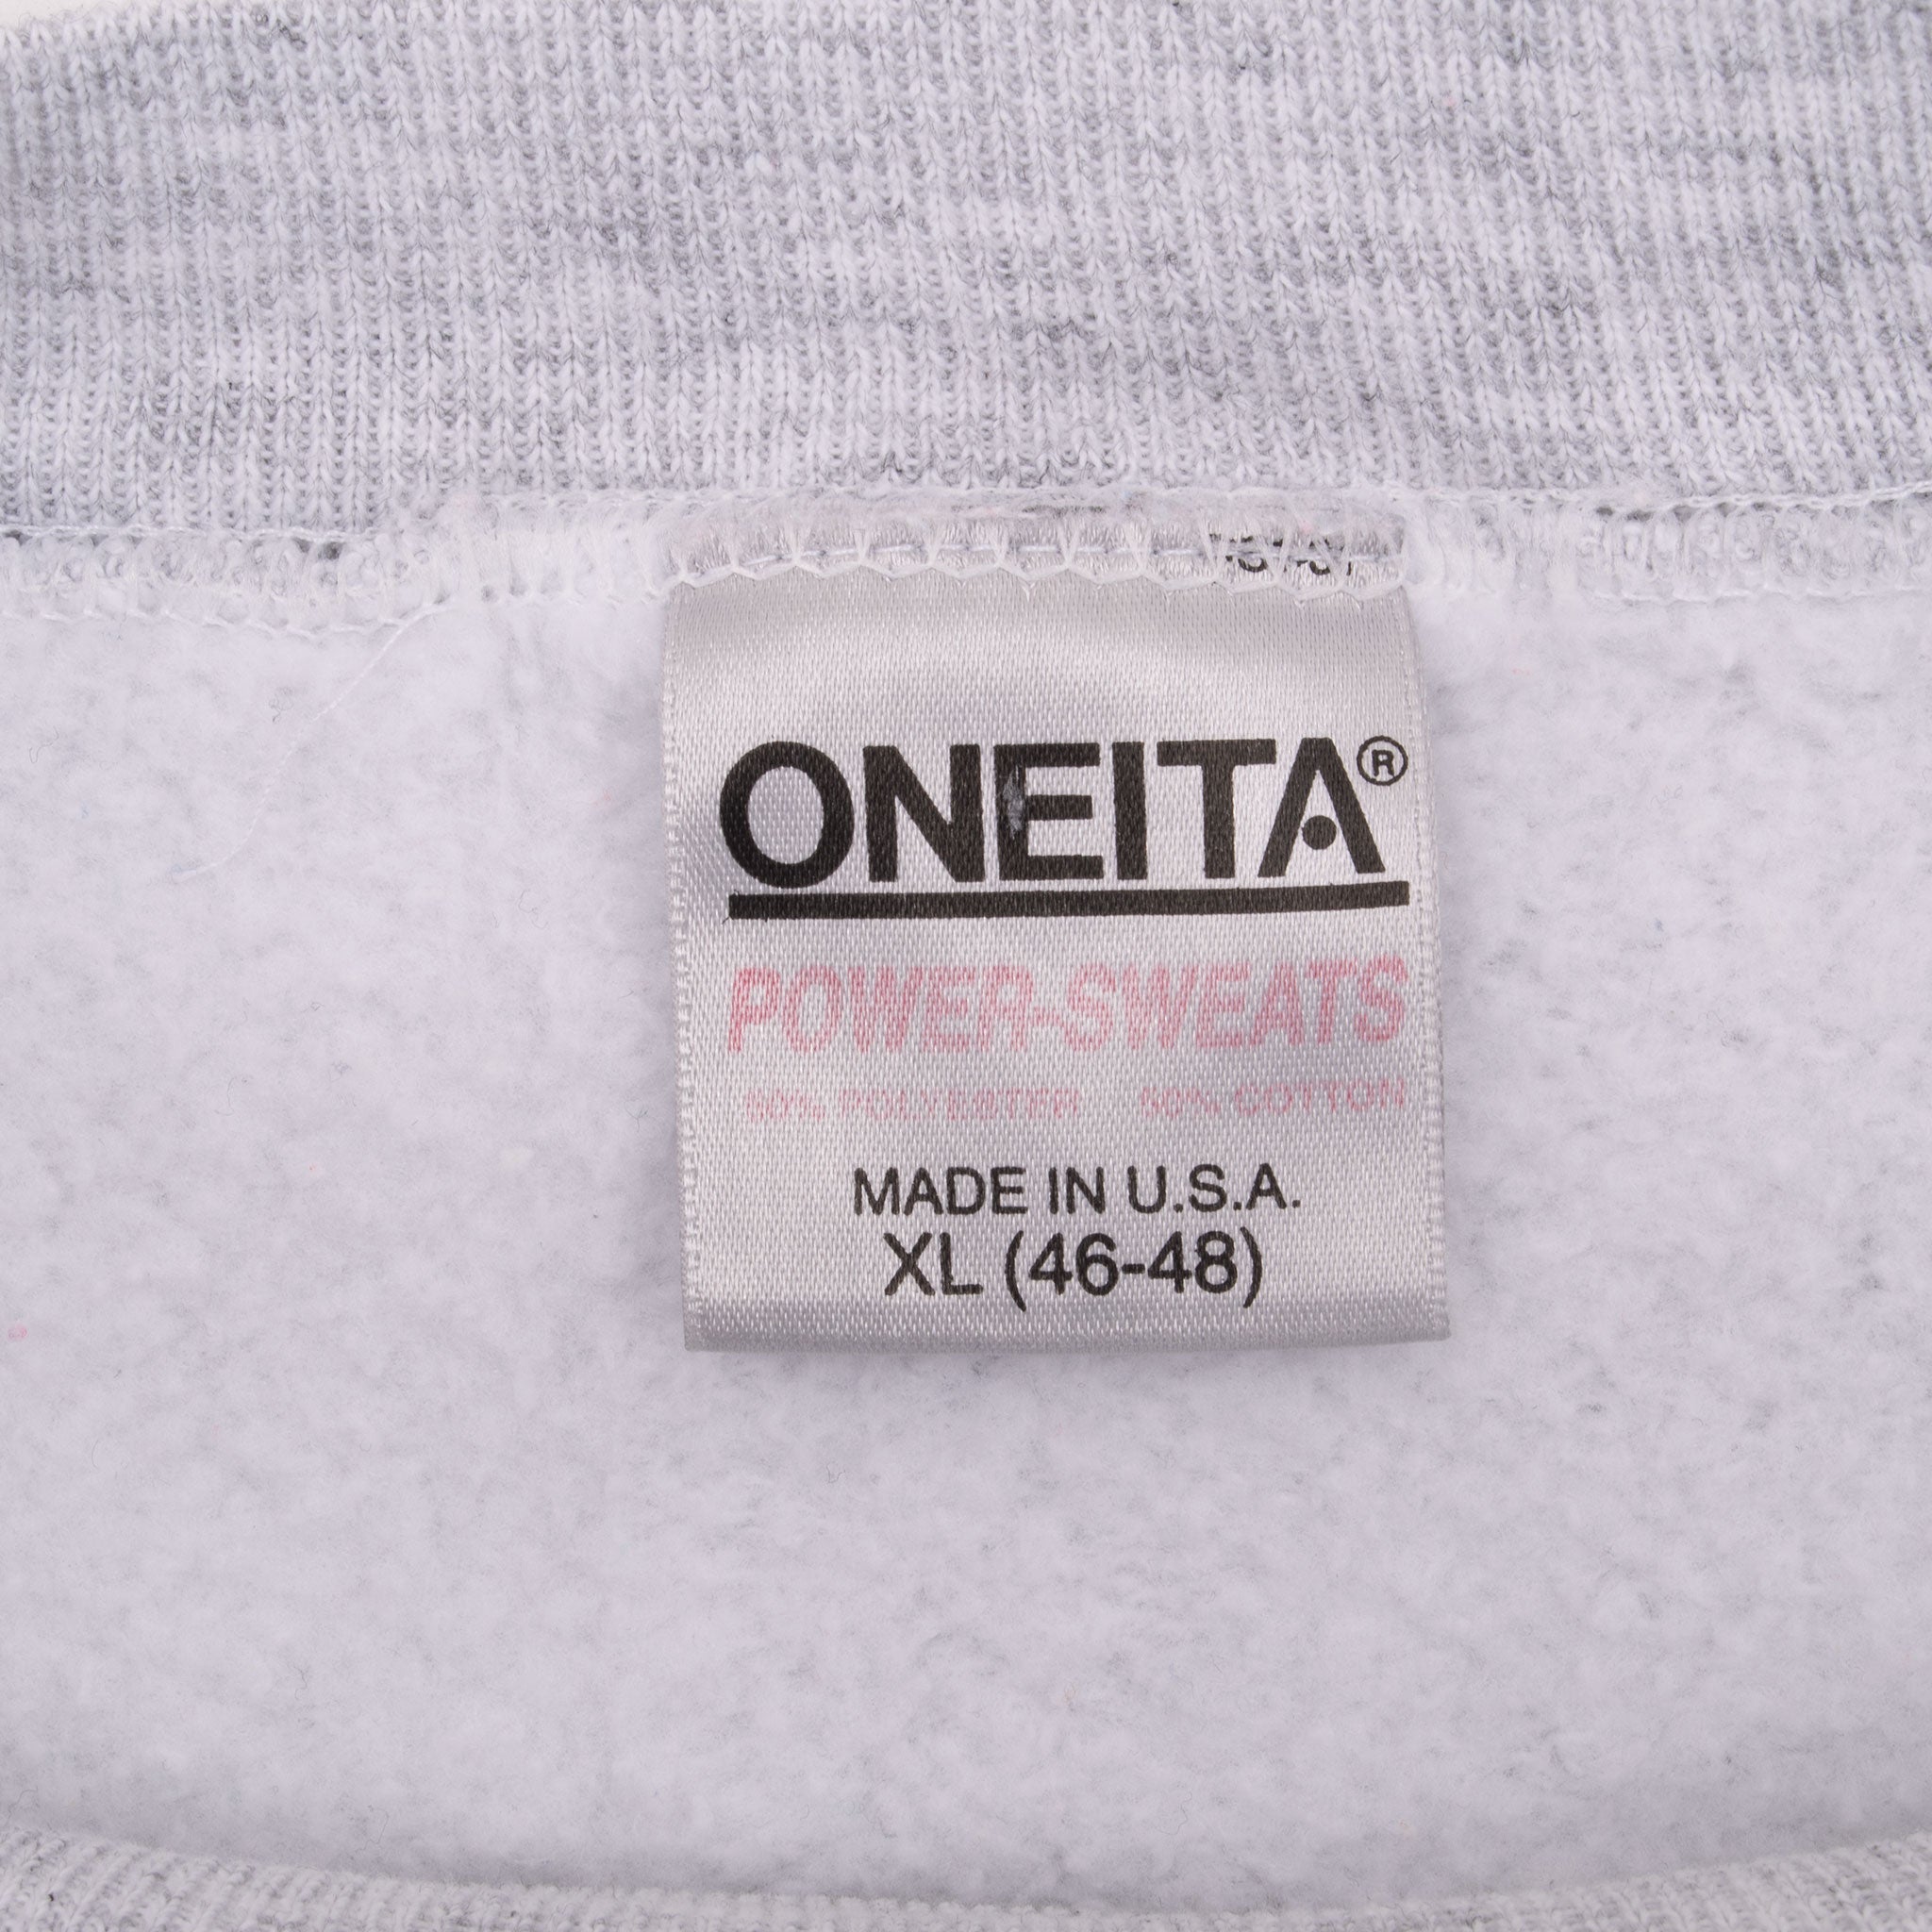 ONEITA®
POWER-SWEATS
50% POLYESTER 50% COTTON
MADE IN U.S.A.
XL (46-48)